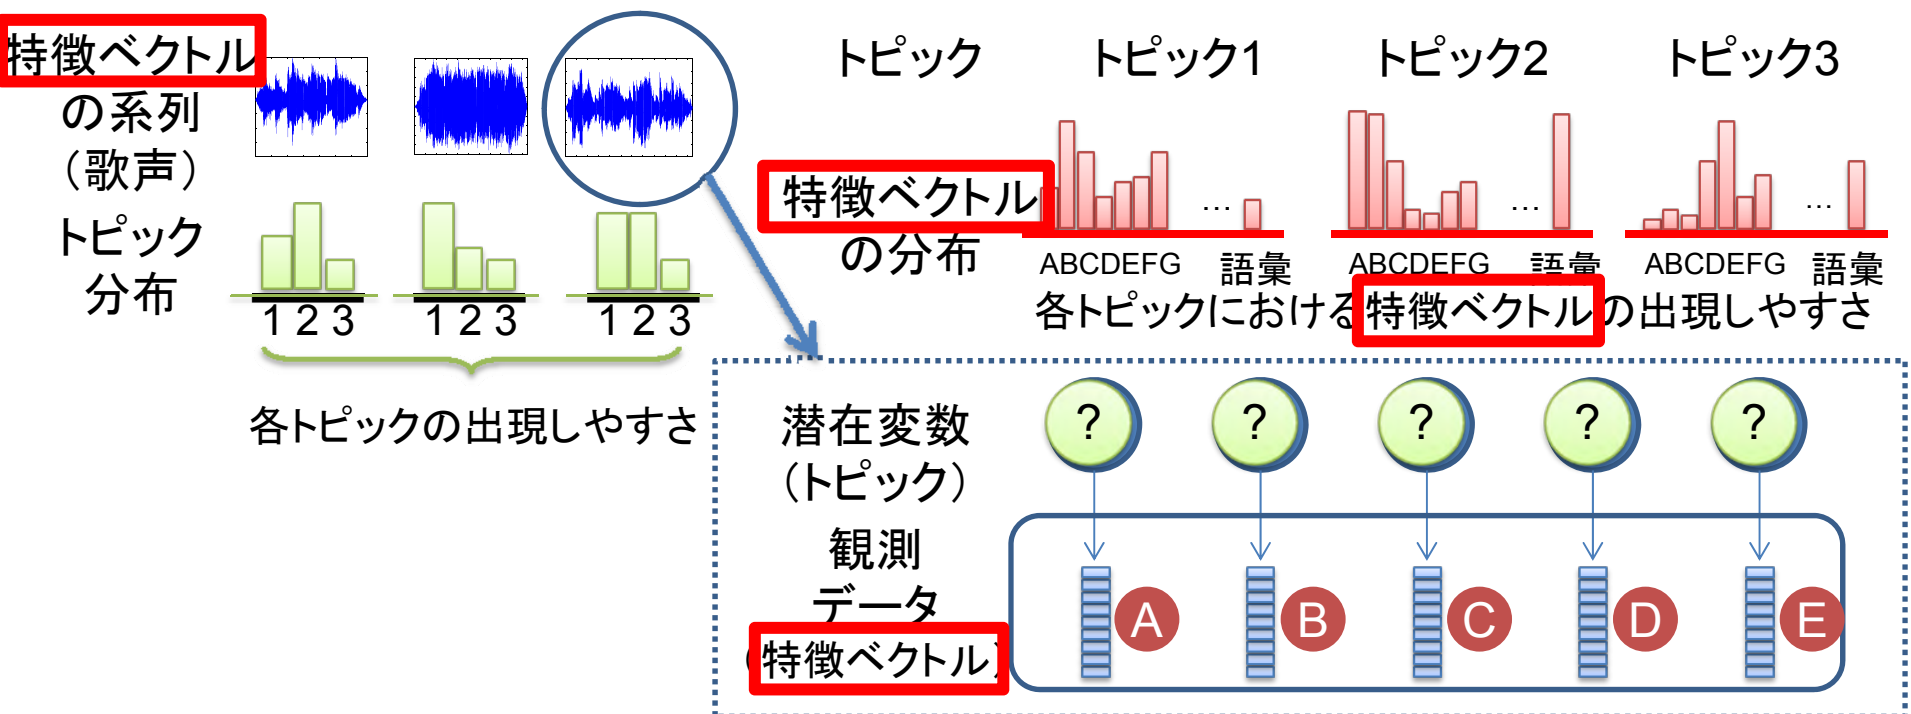 特徴ベクトル
の系列
（歌声）
トピック
分布
1 2 3
1 2 3
1 2 3
各トピックの出現しやすさ
トピック
トピック1
トピック2
トピック3
特徴ベクトル
の分布
ABCDEFG … 語彙
ABCDEFG … 語彙
ABCDEFG … 語彙
各トピックにおける特徴ベクトルの出現しやすさ
潜在変数
（トピック）
? ? ? ? ?
観測
データ
（特徴ベクトル）
A B C D E